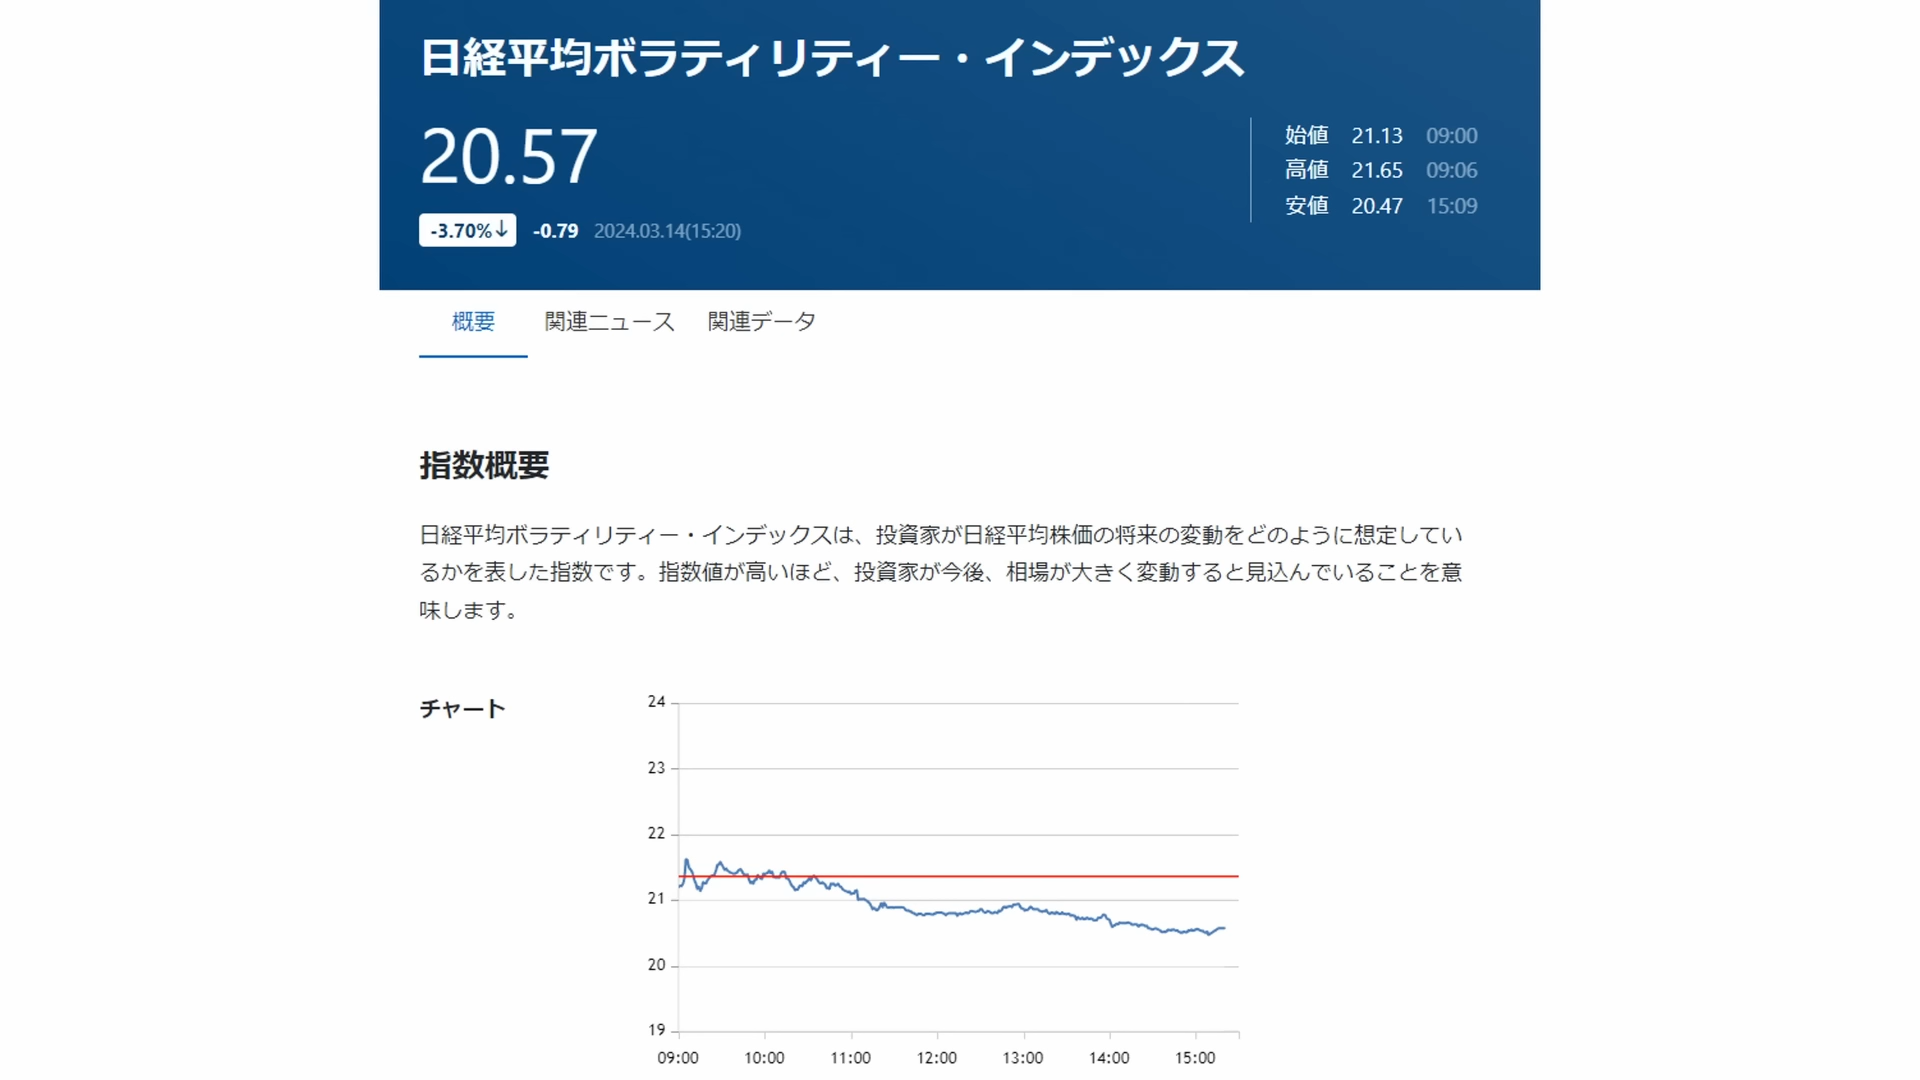 日経平均ボラティリティー・インデックス
20.57
-3.70%↓ -0.79 2024.03.14(15:20)
始値 21.13 09:00
高値 21.65 09:06
安値 20.47 15:09
概要 関連ニュース 関連データ
指数概要
日経平均ボラティリティー・インデックスは、投資家が日経平均株価の将来の変動をどのように想定してい
るかを表した指数です。指数値が高いほど、投資家が今後、相場が大きく変動すると見込んでいることを意
味します。
チャート
24
23
22
21
20
19
09:00 10:00 11:00 12:00 13:00 14:00 15:00